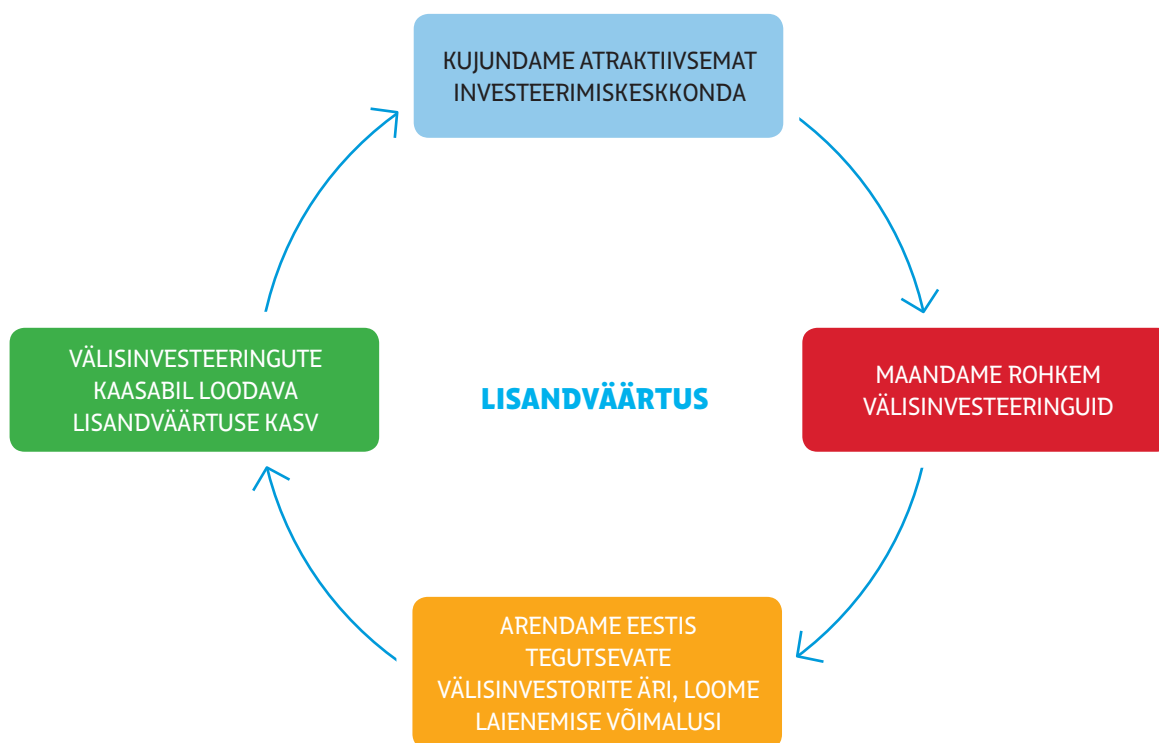 KUJUNDAME ATRAKTIIVSEMAT
INVESTEERIMISKESKKONDA
VÄLISINVESTEERINGUTE
KAASABIL LOODAVA
LISANDVÄÄRTUSE KASV
LISANDVÄÄRTUS
MAANDAME ROHKEM
VÄLISINVESTEERINGUID
ARENDAME EESTIS
TEGUTSEVATE
VÄLISINVESTORITE ÄRI, LOOME
LAIENEMISE VÕIMALUSI